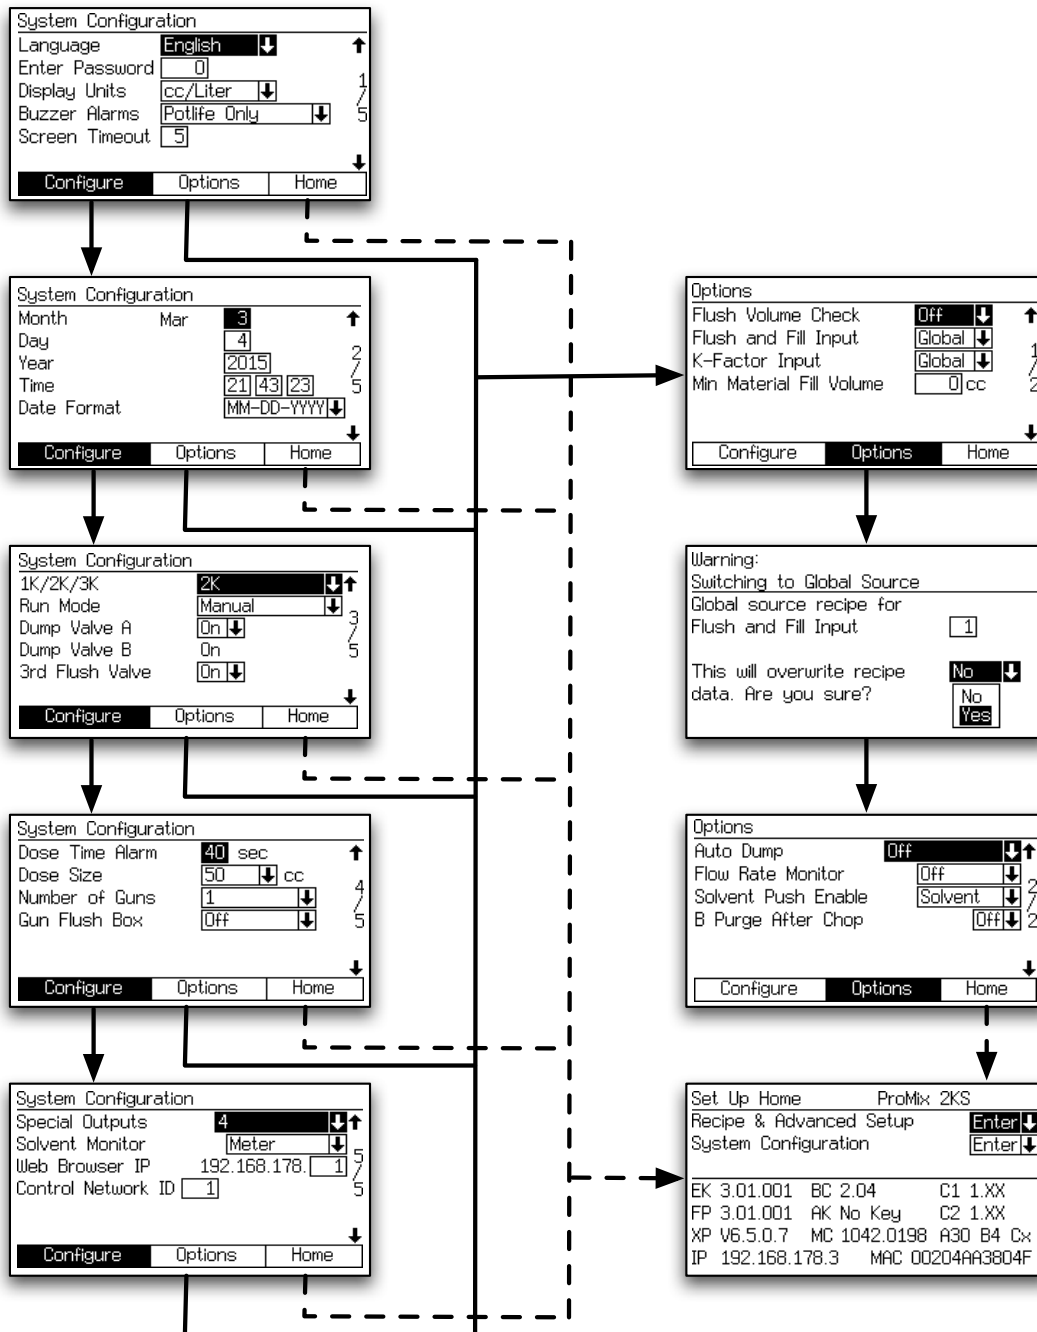 System Configuration
Language English
Enter Password 0
Display Units cc/Liter
Buzzer Alarms Potlife Only
Screen Timeout 5
1/5
Configure Options Home
System Configuration
Month Mar 3
Day 4
Year 2015
Time 21 43 23
Date Format MM-DD-YYYY
2/5
Configure Options Home
System Configuration
1K/2K/3K 2K
Run Mode Manual
Dump Valve A On
Dump Valve B On
3rd Flush Valve On
3/5
Configure Options Home
System Configuration
Dose Time Alarm 40 sec
Dose Size 50 cc
Number of Guns 1
Gun Flush Box Off
4/5
Configure Options Home
System Configuration
Special Outputs 4
Solvent Monitor Meter
Web Browser IP 192.168.178. 1
Control Network ID 1
5/5
Configure Options Home
Options
Flush Volume Check Off
Flush and Fill Input Global
K-Factor Input Global
Min Material Fill Volume 0 cc
1/2
Configure Options Home
Warning:
Switching to Global Source
Global source recipe for
Flush and Fill Input 1
This will overwrite recipe No
data. Are you sure? No
Yes
Options
Auto Dump Off
Flow Rate Monitor Off
Solvent Push Enable Solvent
B Purge After Chop Off
2/2
Configure Options Home
Set Up Home ProMix 2KS
Recipe & Advanced Setup Enter
System Configuration Enter
EK 3.01.001 BC 2.04 C1 1.XX
FP 3.01.001 AK No Key C2 1.XX
XP V6.5.0.7 MC 1042.0198 A30 B4 Cx
IP 192.168.178.3 MAC 00204AA3804F